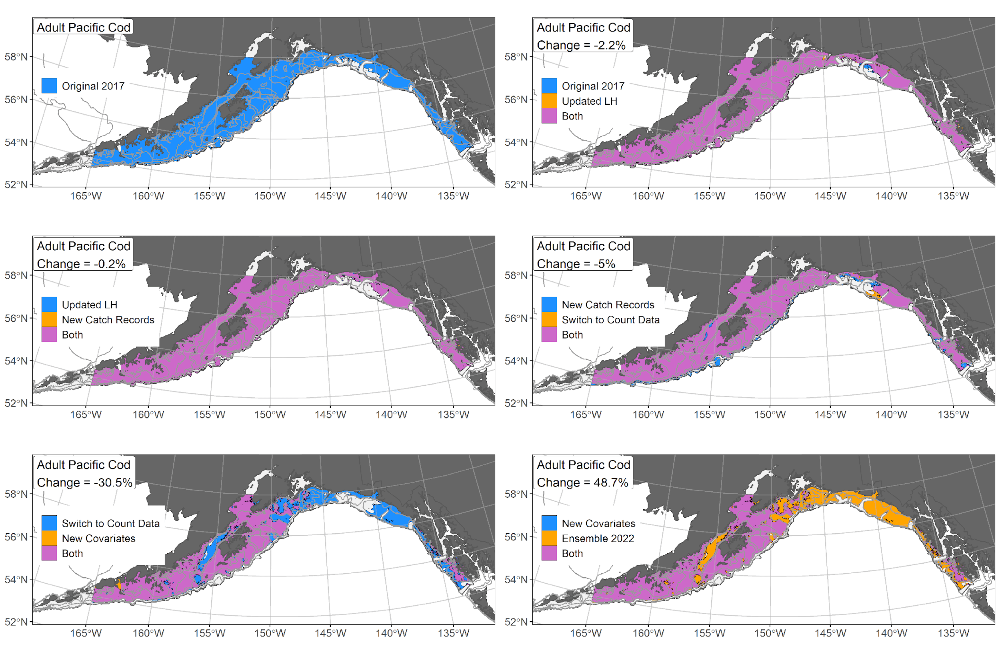 Adult Pacific Cod
Original 2017
58°N
56°N
54°N
52°N
165°W 160°W 155°W 150°W 145°W 140°W 135°W
Adult Pacific Cod
Change = -2.2%
Original 2017
Updated LH
Both
58°N
56°N
54°N
52°N
165°W 160°W 155°W 150°W 145°W 140°W 135°W
Adult Pacific Cod
Change = -0.2%
Updated LH
New Catch Records
Both
58°N
56°N
54°N
52°N
165°W 160°W 155°W 150°W 145°W 140°W 135°W
Adult Pacific Cod
Change = -5%
New Catch Records
Switch to Count Data
Both
58°N
56°N
54°N
52°N
165°W 160°W 155°W 150°W 145°W 140°W 135°W
Adult Pacific Cod
Change = -30.5%
Switch to Count Data
New Covariates
Both
58°N
56°N
54°N
52°N
165°W 160°W 155°W 150°W 145°W 140°W 135°W
Adult Pacific Cod
Change = 48.7%
New Covariates
Ensemble 2022
Both
58°N
56°N
54°N
52°N
165°W 160°W 155°W 150°W 145°W 140°W 135°W